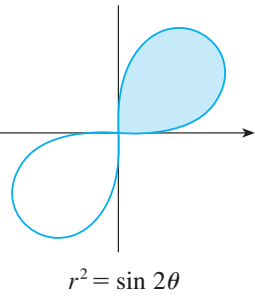 r² = sin 2θ